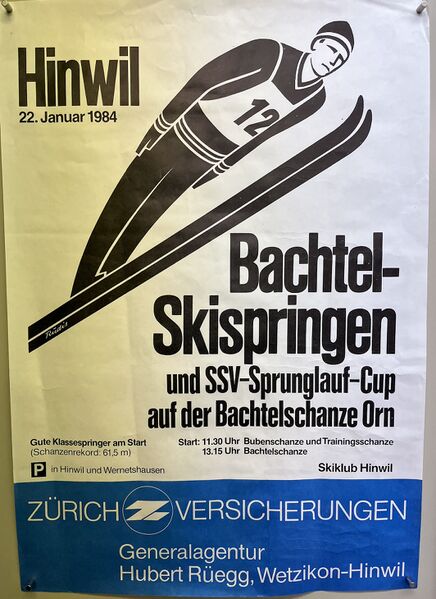 Hinwil
22. Januar 1984
12
Rüdis
Bachtel-
Skispringen
und SSV-Sprunglauf-Cup
auf der Bachtelschanze Orn
Gute Klassespringer am Start
(Schanzenrekord: 61,5 m)
P in Hinwil und Wernetshausen
Start: 11.30 Uhr Bubenschanze und Trainingsschanze
13.15 Uhr Bachtelschanze
Skiklub Hinwil
ZÜRICH VERSICHERUNGEN
Generalagentur
Hubert Rüegg, Wetzikon-Hinwil